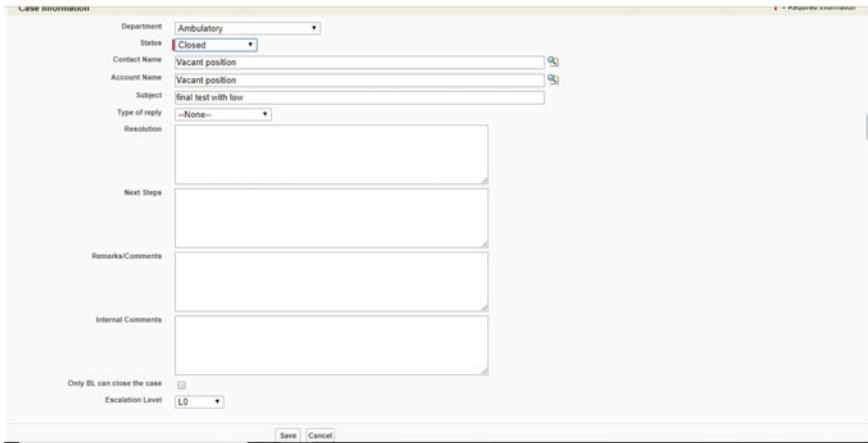 Case Information
= Required Information
Department Ambulatory
Status Closed
Contact Name Vacant position
Account Name Vacant position
Subject final test with low
Type of reply --None--
Resolution
Next Steps
Remarks/Comments
Internal Comments
Only BL can close the case
Escalation Level L0
Save Cancel